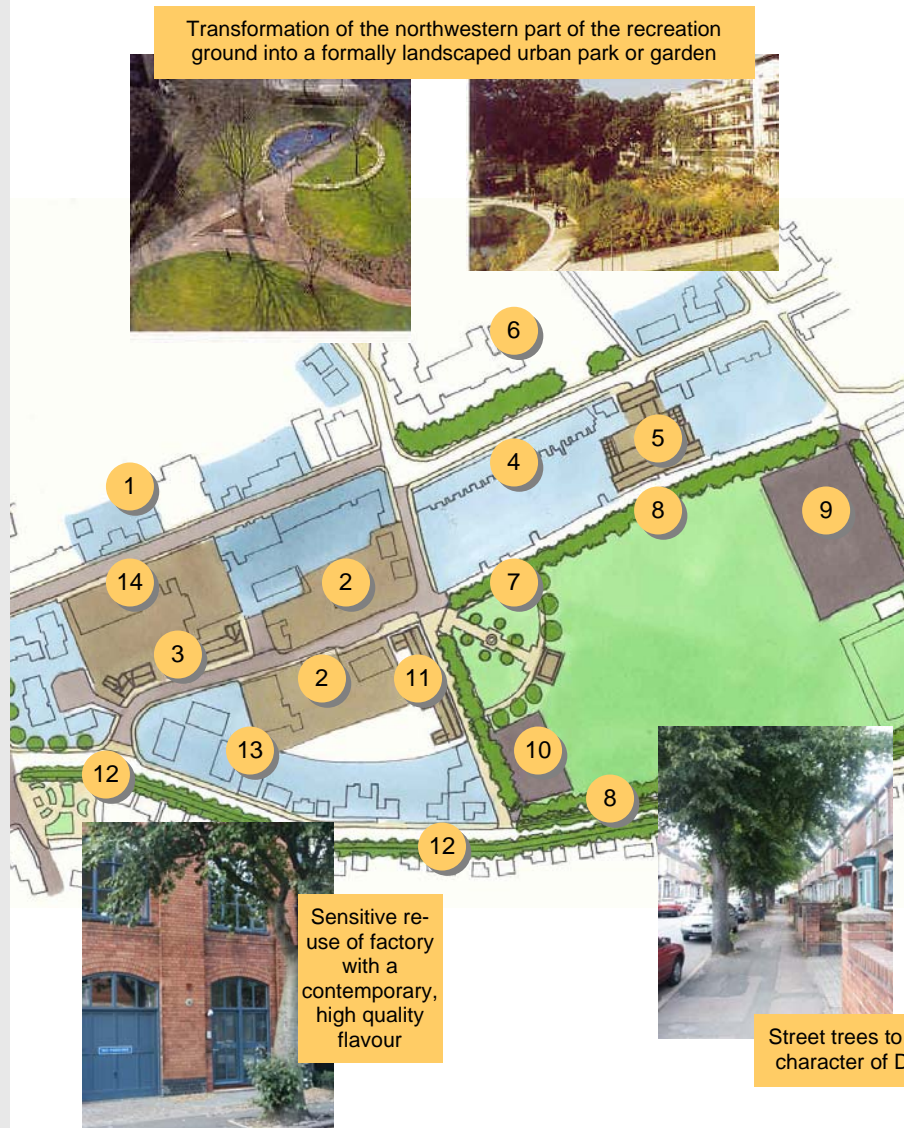 Transformation of the northwestern part of the recreation
ground into a formally landscaped urban park or garden
6
5
4
1
9
8
7
14
2
3
2
11
13
10
12
8
12
Sensitive re-
use of factory
with a
contemporary,
high quality
flavour
Street trees to
character of D